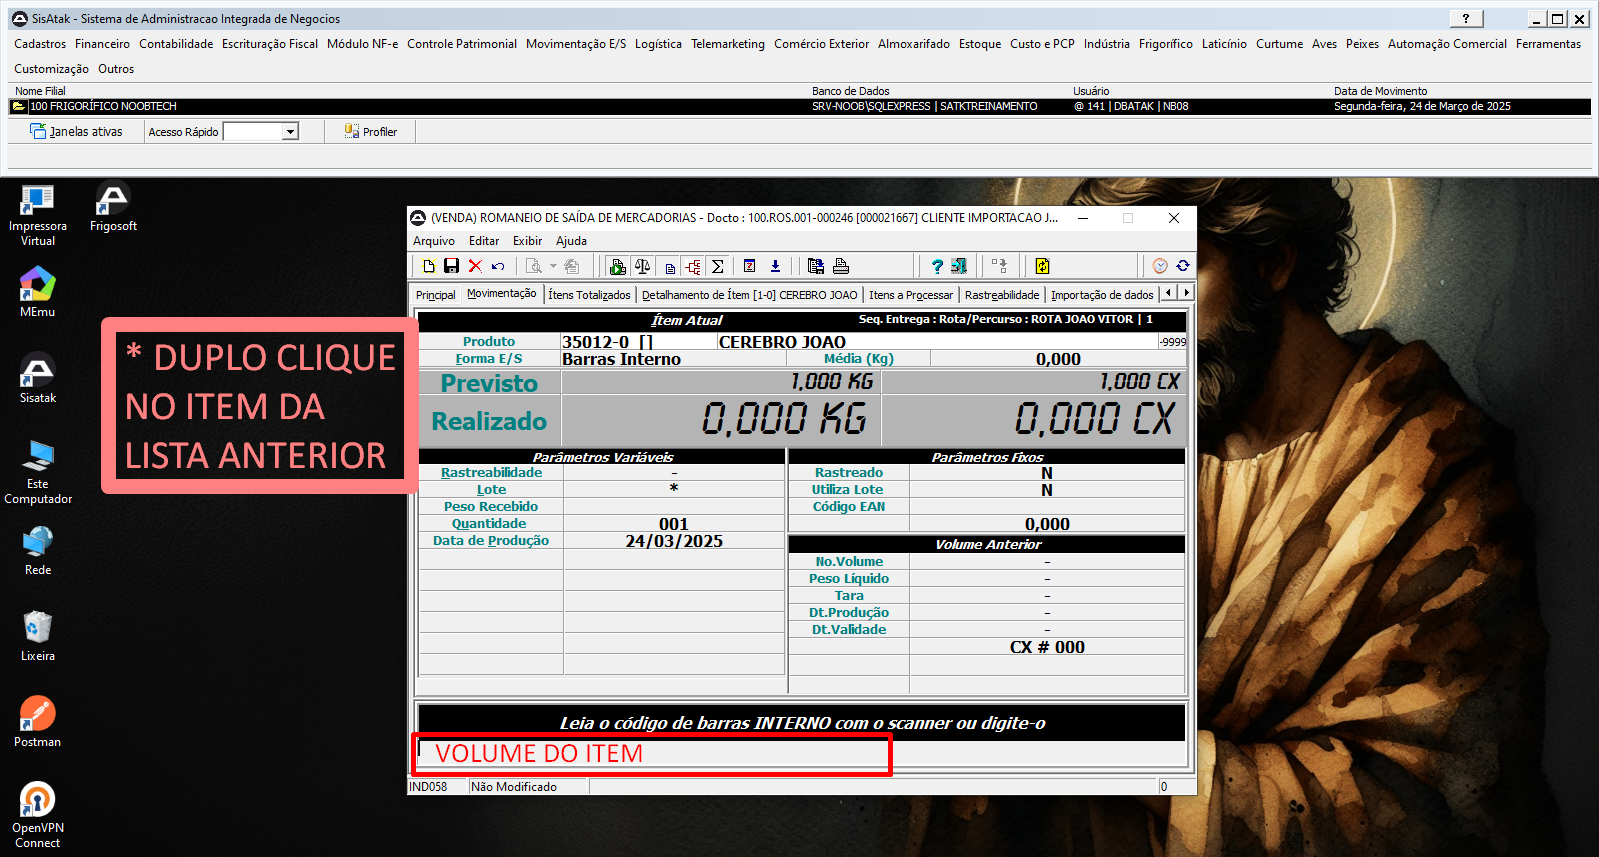 SisAtak - Sistema de Administracao Integrada de Negocios
?
Cadastros Financeiro Contabilidade Escrituração Fiscal Módulo NF-e Controle Patrimonial Movimentação E/S Logística Telemarketing Comércio Exterior Almoxarifado Estoque Custo e PCP Indústria Frigorífico Laticínio Curtume Aves Peixes Automação Comercial Ferramentas
Customização Outros
Nome Filial Banco de Dados Usuário Data de Movimento
100 FRIGORÍFICO NOOBTECH SRV-NOOB\SQLEXPRESS | SATKTREINAMENTO @ 141 | DBATAK | NB08 Segunda-feira, 24 de Março de 2025
Janelas ativas Acesso Rápido Profiler
Impressora
Virtual
Frigosoft
MEmu
Sisatak
Este
Computador
Rede
Lixeira
Postman
OpenVPN
Connect
* DUPLO CLIQUE
NO ITEM DA
LISTA ANTERIOR
(VENDA) ROMANEIO DE SAÍDA DE MERCADORIAS - Docto : 100.ROS.001-000246 [000021667] CLIENTE IMPORTACAO J...
Arquivo Editar Exibir Ajuda
Principal Movimentação Ítens Totalizados Detalhamento de Ítem [1-0] CEREBRO JOAO Itens a Processar Rastreabilidade Importação de dados
Ítem Atual Seq. Entrega : Rota/Percurso : ROTA JOAO VITOR | 1
Produto 35012-0 [] CEREBRO JOAO -9999
Forma E/S Barras Interno Média (Kg) 0,000
Previsto 1,000 KG 1,000 CX
Realizado 0,000 KG 0,000 CX
Parâmetros Variáveis
Rastreabilidade -
Lote *
Peso Recebido
Quantidade 001
Data de Produção 24/03/2025
Parâmetros Fixos
Rastreado N
Utiliza Lote N
Código EAN
0,000
Volume Anterior
No.Volume -
Peso Líquido -
Tara -
Dt.Produção -
Dt.Validade -
CX # 000
Leia o código de barras INTERNO com o scanner ou digite-o
VOLUME DO ITEM
IND058 Não Modificado 0